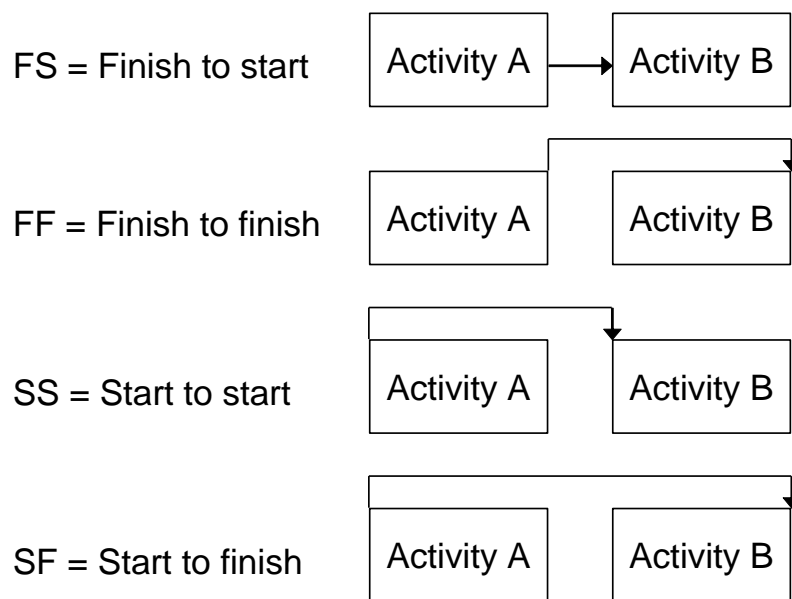 FS = Finish to start
Activity A
Activity B
FF = Finish to finish
Activity A
Activity B
SS = Start to start
Activity A
Activity B
SF = Start to finish
Activity A
Activity B